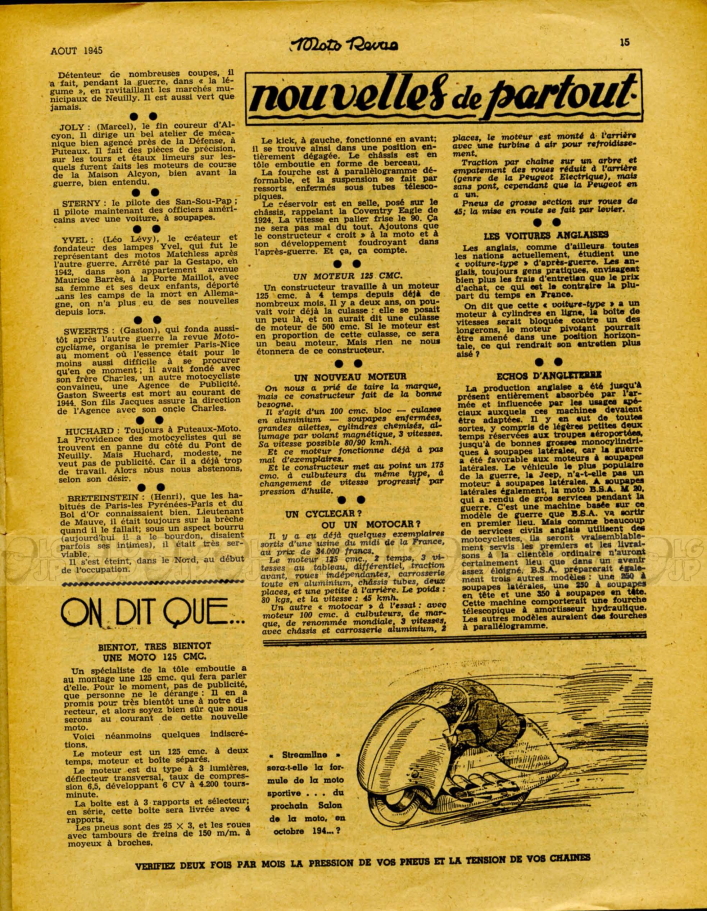 AOUT 1945
Moto Revue
15
Détenteur de nombreuses coupes, il
a fait, pendant la guerre, dans « la lé-
gume », en ravitaillant les marchés mu-
nicipaux de Neuilly. Il est aussi vert que
jamais.
JOLY : (Marcel), le fin coureur d'Al-
cyon. Il dirige un bel atelier de méca-
nique bien agencé près de la Défense, à
Puteaux. Il fait des pièces de précision,
sur les tours et étaux limeurs sur les-
quels furent faits les moteurs de course
de la Maison Alcyon, bien avant la
guerre, bien entendu.
STERNY : le pilote des San-Sou-Pap ;
il pilote maintenant des officiers améri-
cains avec une voiture, à soupapes.
YVEL : (Léo Lévy), le créateur et
fondateur des lampes Yvel, qui fut le
représentant des motos Matchless après
l'autre guerre. Arrêté par la Gestapo, eh
1942, dans son appartement avenue
Maurice Barrès, à la Porte Maillot, avec
sa femme et ses deux enfants, déporté
dans les camps de la mort en Allema-
gne, on n'a plus eu de ses nouvelles
depuis lors.
SWEERTS : (Gaston), qui fonda aussi-
tôt après l'autre guerre la revue Moto-
cyclisme, organisa le premier Paris-Nice
au moment où l'essence était pour le
moins aussi difficile à se procurer
qu'en ce moment ; il avait fondé avec
son frère Charles, un autre motocycliste
convaincu, une Agence de Publicité.
Gaston Sweerts est mort au courant de
1944. Son fils Jacques assure la direction
de l'Agence avec son oncle Charles.
HUCHARD : Toujours à Puteaux-Moto.
La Providence des motocyclistes qui se
trouvent en panne du côté du Pont de
Neuilly. Mais Huchard, modeste, ne
veut pas de publicité. Car il a déjà trop
de travail. Alors nous nous abstenons,
selon son désir.
BRETEINSTEIN : (Henri), que les ha-
bitués de Paris-les Pyrénées-Paris et du
Bol d'Or connaissaient bien. Lieutenant
de Mauve, il était toujours sur la brèche
quand il le fallait; sous un aspect bourru
(aujourd'hui il a le bourdon, disaient
parfois ses intimes), il était très ser-
viable.
Il s'est éteint, dans le Nord, au début
de l'occupation.
ON DIT QUE...
BIENTOT, TRES BIENTOT
UNE MOTO 125 CMC.
Un spécialiste de la tôle emboutie a
au montage une 125 cmc. qui fera parler
d'elle. Pour le moment, pas de publicité,
que personne ne le dérange : Il en a
promis pour très bientôt une à notre di-
recteur, et alors soyez bien sûr que nous
serons au courant de cette nouvelle
moto.
Voici néanmoins quelques indiscré-
tions.
Le moteur est un 125 cmc. à deux
temps, moteur et boîte séparés.
Le moteur est du type à 3 lumières,
déflecteur transversal, taux de compres-
sion 6,5, développant 6 CV à 4.200 tours-
minute.
La boîte est à 3 rapports et sélecteur;
en série, cette boîte sera livrée avec 4
rapports.
Les pneus sont des 25 × 3, et les roues
avec tambours de freins de 150 m/m. à
moyeux à broches.
nouvelles de partout.
Le kick, à gauche, fonctionne en avant;
il se trouve ainsi dans une position en-
tièrement dégagée. Le châssis est en
tôle emboutie en forme de berceau.
La fourche est à parallélogramme dé-
formable, et la suspension se fait par
ressorts enfermés sous tubes télesco-
piques.
Le réservoir est en selle, posé sur le
châssis, rappelant la Coventry Eagle de
1924. La vitesse en palier frise le 90. Ça
ne sera pas mal du tout. Ajoutons que
le constructeur « croit » à la moto et à
son développement foudroyant dans
l'après-guerre. Et ça, ça compte.
UN MOTEUR 125 CMC.
Un constructeur travaille à un moteur
125 cmc. à 4 temps depuis déjà de
nombreux mois. Il y a deux ans, on pou-
vait voir déjà la culasse : elle se posait
un peu là, et on aurait dit une culasse
de moteur de 500 cmc. Si le moteur est
en proportion de cette culasse, ce sera
un beau moteur. Mais rien ne nous
étonnera de ce constructeur.
UN NOUVEAU MOTEUR
On nous a prié de taire la marque,
mais ce constructeur fait de la bonne
besogne.
Il s'agit d'un 100 cmc. bloc — culasse
en aluminium — soupapes enfermées,
grandes ailettes, cylindres chemisés, al-
lumage par volant magnétique, 3 vitesses.
Sa vitesse possible 80/90 kmh.
Et ce moteur fonctionne déjà à pas
mal d'exemplaires.
Et le constructeur met au point un 175
cmc. à culbuteurs du même type, à
changement de vitesse progressif par
pression d'huile.
UN CYCLECAR ?
OU UN MOTOCAR ?
Il y a eu déjà quelques exemplaires
sortis d'une usine du midi de la France,
au prix de 34.000 francs.
Le moteur 125 cmc. 2 temps, 3 vi-
tesses au tableau, différentiel, traction
avant, roues indépendantes, carrosserie
toute en aluminium, châssis tubes, deux
places, et une petite à l'arrière. Le poids :
80 kgs, et la vitesse : 45 kmh.
Un autre « motocar » à l'essai : avec
moteur 100 cmc. à culbuteurs, de mar-
que, de renommée mondiale, 3 vitesses,
avec châssis et carrosserie aluminium, 2
places, le moteur est monté à l'arrière
avec une turbine à air pour refroidisse-
ment.
Traction par chaîne sur un arbre et
empatement des roues réduit à l'arrière
(genre de la Peugeot Electrique), mais
sans pont, cependant que la Peugeot en
a un.
Pneus de grosse section sur roues de
45; la mise en route se fait par levier.
LES VOITURES ANGLAISES
Les anglais, comme d'ailleurs toutes
les nations actuellement, étudient une
« voiture-type » d'après-guerre. Les an-
glais, toujours gens pratiques, envisagent
bien plus les frais d'entretien que le prix
d'achat, ce qui est le contraire la plu-
part du temps en France.
On dit que cette « voiture-type » a un
moteur à cylindres en ligne, la boîte de
vitesses serait bloquée contre un des
longerons, le moteur pivotant pourrait
être amené dans une position horizon-
tale, ce qui rendrait son entretien plus
aisé ?
ECHOS D'ANGLETERRE
La production anglaise a été jusqu'à
présent entièrement absorbée par l'ar-
mée et influencée par les usages spé-
ciaux auxquels ces machines devaient
être adaptées. Il y en eut de toutes
sortes, y compris de légères petites deux
temps réservées aux troupes aéroportées,
jusqu'à de bonnes grosses monocylindri-
ques à soupapes latérales, car la guerre
a été favorable aux moteurs à soupapes
latérales. Le véhicule le plus populaire
de la guerre, la Jeep, n'a-t-elle pas un
moteur à soupapes latérales. A soupapes
latérales également, la moto B.S.A. M 20,
qui a rendu de gros services pendant la
guerre. C'est une machine basée sur ce
modèle de guerre que B.S.A. va sortir
en premier lieu. Mais comme beaucoup
de services civils anglais utilisent des
motocyclettes, ils seront vraisemblable-
ment servis les premiers et les livrai-
sons à la clientèle ordinaire n'auront
certainement lieu que dans un avenir
assez éloigné. B.S.A. préparerait égale-
ment trois autres modèles : une 250 à
soupapes latérales, une 250 à soupapes
en tête et une 350 à soupapes en tête.
Cette machine comporterait une fourche
télescopique à amortisseur hydraulique.
Les autres modèles auraient des fourches
à parallélogramme.
« Streamline »
sera-t-elle la for-
mule de la moto
sportive . . . du
prochain Salon
de la moto, en
octobre 194...?
VERIFIEZ DEUX FOIS PAR MOIS LA PRESSION DE VOS PNEUS ET LA TENSION DE VOS CHAINES